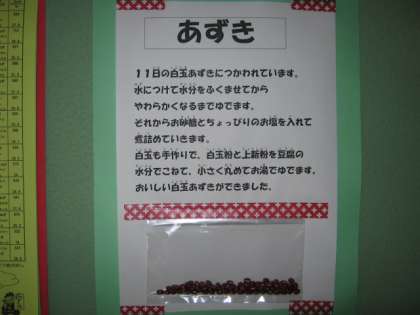 あずき
11日の白玉あずきにつかわれています。
水につけて水分をふくませてから
やわらかくなるまでゆでます。
それからお砂糖とちょっぴりのお塩を入れて
煮詰めていきます。
白玉も手作りで、白玉粉と上新粉を豆腐の
水分でこねて、小さく丸めてお湯でゆでます。
おいしい白玉あずきができました。